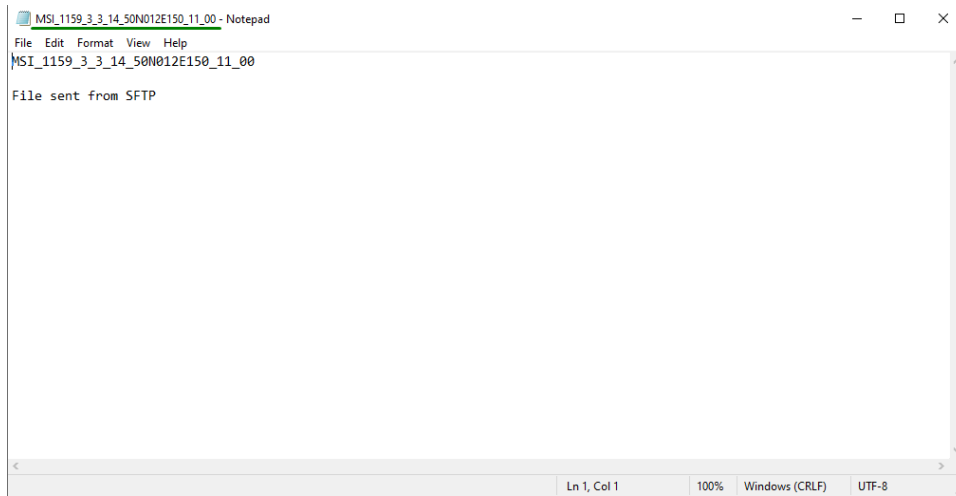 MSI_1159_3_3_14_50N012E150_11_00 - Notepad
File Edit Format View Help
MSI_1159_3_3_14_50N012E150_11_00
File sent from SFTP
Ln 1, Col 1 100% Windows (CRLF) UTF-8